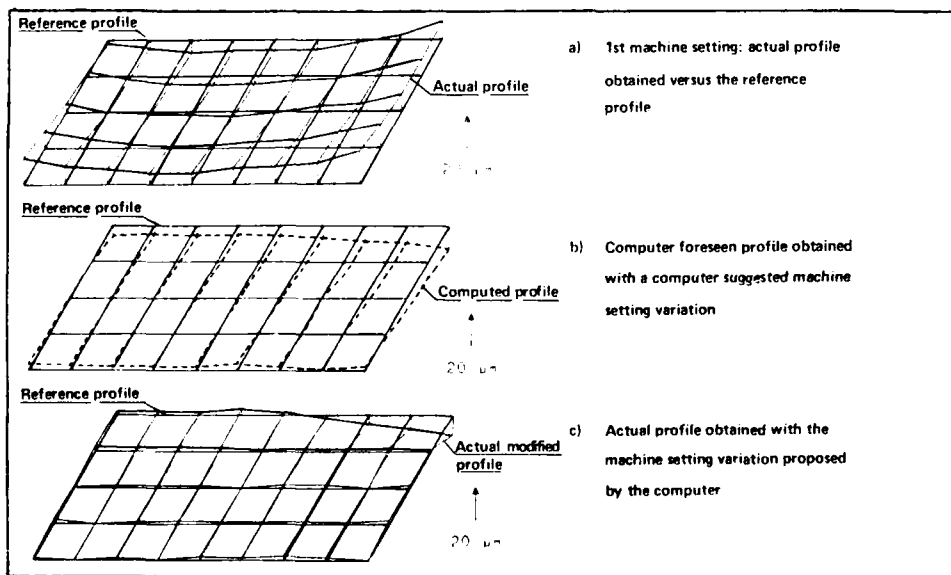 Reference profile
Actual profile
a) 1st machine setting: actual profile
obtained versus the reference
profile
Reference profile
Computed profile
20 µm
b) Computer foreseen profile obtained
with a computer suggested machine
setting variation
Reference profile
Actual modified
profile
20 µm
c) Actual profile obtained with the
machine setting variation proposed
by the computer